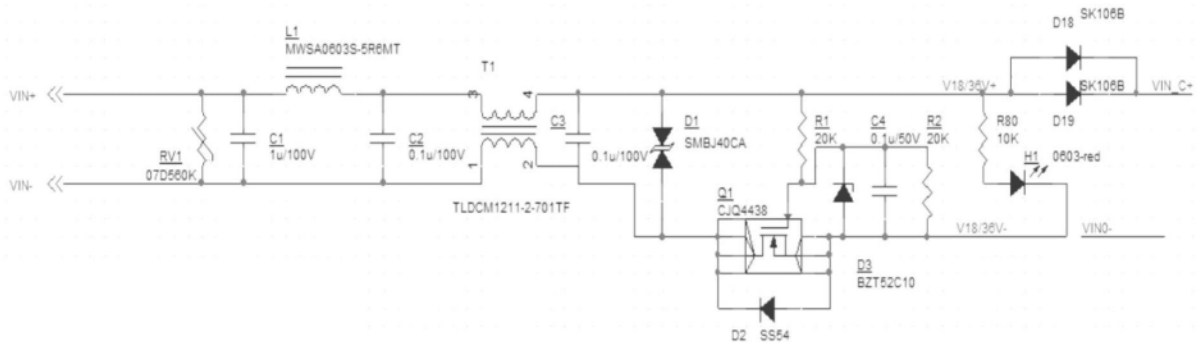 SK106B
D18
L1
MWSA0603S-5R6MT
T1
VIN+
3
4
V18/36V+
SK106B
VIN_C+
D19
C1
1u/100V
C2
0.1u/100V
C3
0.1u/100V
D1
SMBJ40CA
R1
20K
C4
0.1u/50V
R2
20K
R80
10K
H1
0603-red
RV1
07D560K
VIN-
1
2
TLDCM1211-2-701TF
Q1
CJQ4438
V18/36V-
VIN0-
D3
BZT52C10
D2
SS54